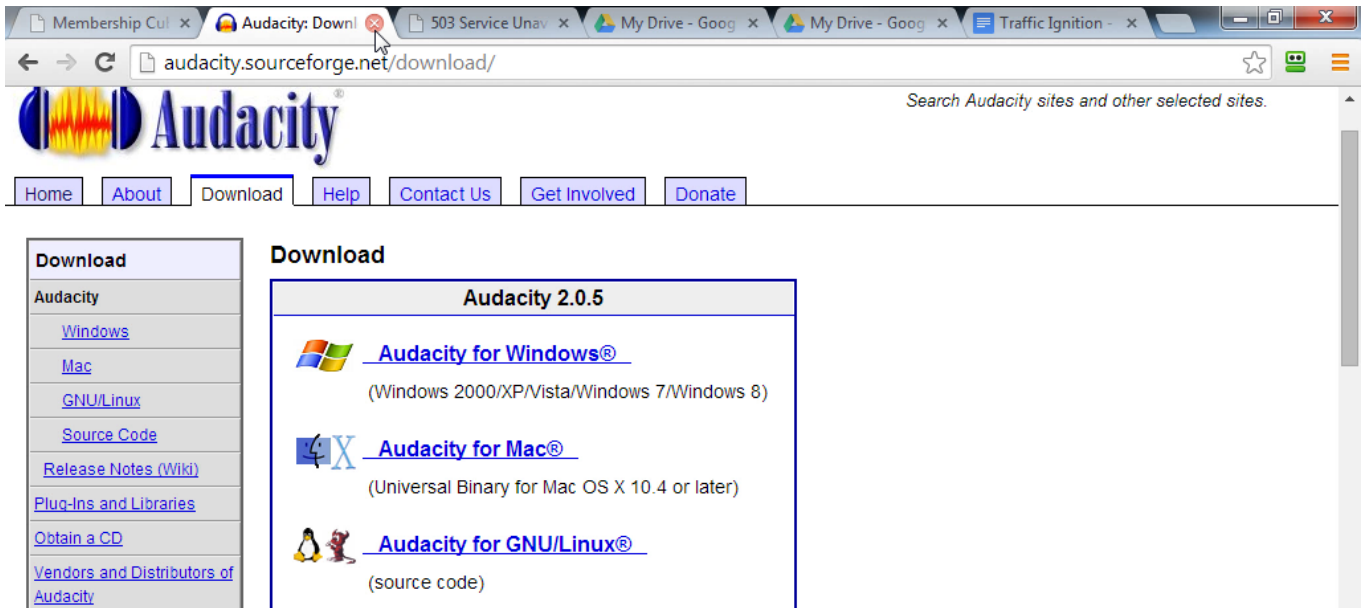 Membership Cul
Audacity: Downl
503 Service Unav
My Drive - Goog
My Drive - Goog
Traffic Ignition -
audacity.sourceforge.net/download/
Audacity®
Search Audacity sites and other selected sites.
Home About Download Help Contact Us Get Involved Donate
Download
Audacity
Windows
Mac
GNU/Linux
Source Code
Release Notes (Wiki)
Plug-Ins and Libraries
Obtain a CD
Vendors and Distributors of
Audacity
Download
Audacity 2.0.5
Audacity for Windows®
(Windows 2000/XP/Vista/Windows 7/Windows 8)
Audacity for Mac®
(Universal Binary for Mac OS X 10.4 or later)
Audacity for GNU/Linux®
(source code)